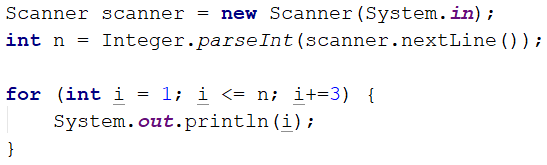 Scanner scanner = new Scanner(System.in);
int n = Integer.parseInt(scanner.nextLine());
for (int i = 1; i <= n; i+=3) {
    System.out.println(i);
}